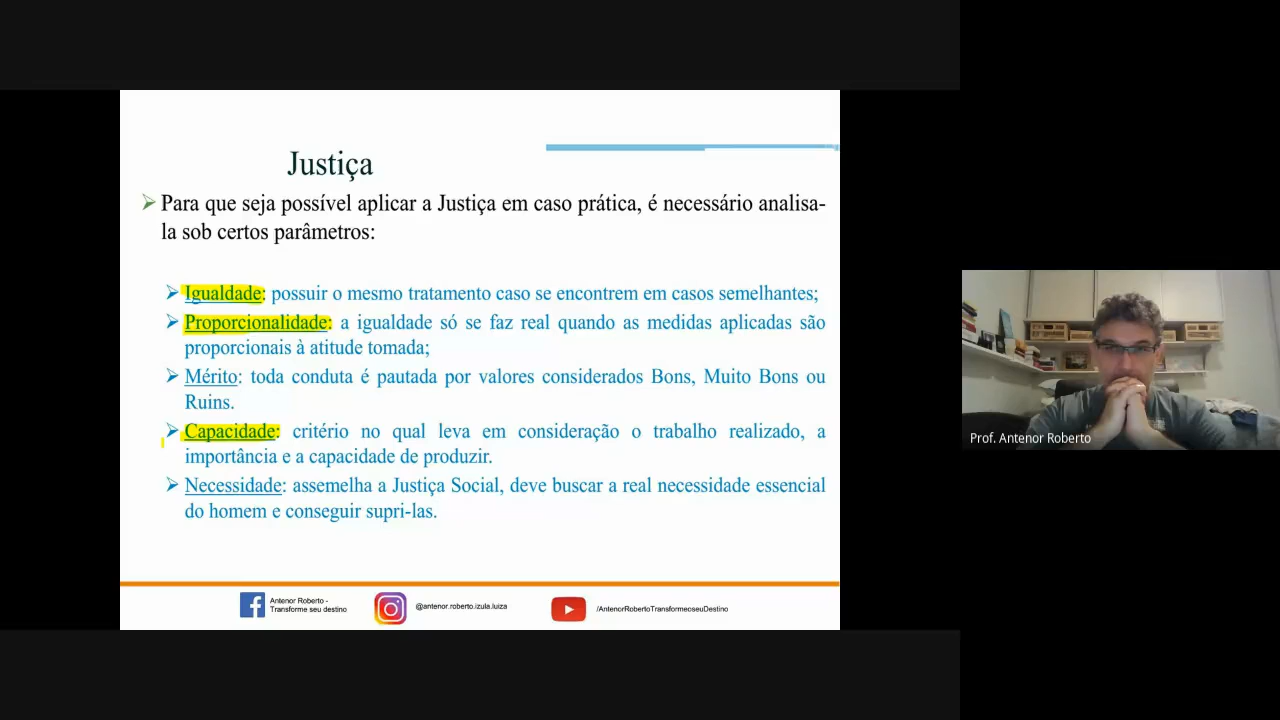 Justiça
Para que seja possível aplicar a Justiça em caso prática, é necessário analisa-
la sob certos parâmetros:
Igualdade: possuir o mesmo tratamento caso se encontrem em casos semelhantes;
Proporcionalidade: a igualdade só se faz real quando as medidas aplicadas são
proporcionais à atitude tomada;
Mérito: toda conduta é pautada por valores considerados Bons, Muito Bons ou
Ruins.
Capacidade: critério no qual leva em consideração o trabalho realizado, a
importância e a capacidade de produzir.
Necessidade: assemelha a Justiça Social, deve buscar a real necessidade essencial
do homem e conseguir supri-las.
Antenor Roberto -
Transforme seu destino
@antenor.roberto.izula.luiza
/AntenorRobertoTransformeoseuDestino
Prof. Antenor Roberto